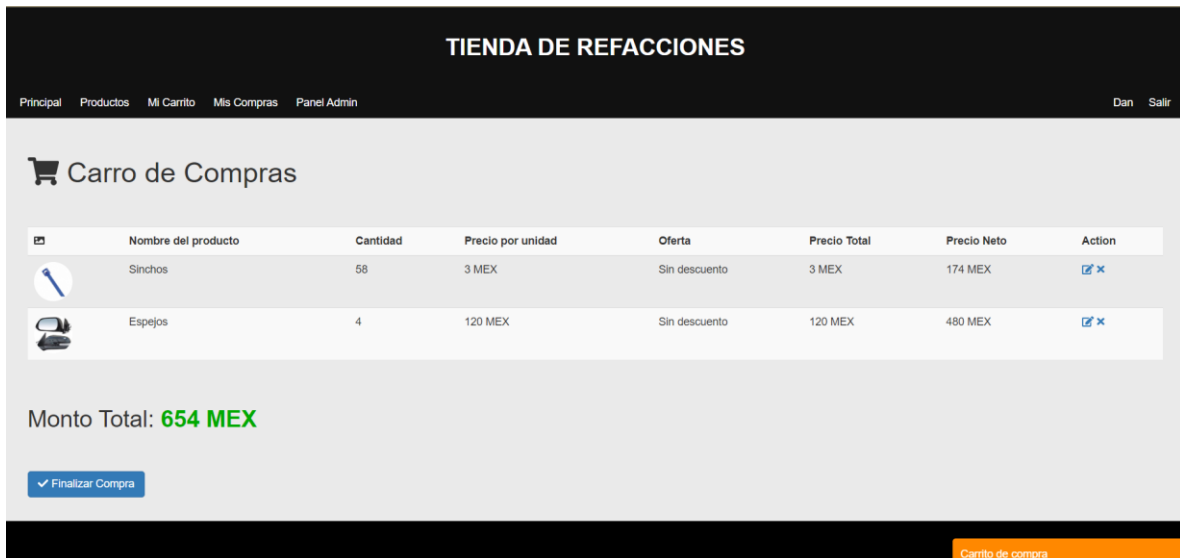 TIENDA DE REFACCIONES
Principal Productos Mi Carrito Mis Compras Panel Admin Dan Salir
Carro de Compras
Nombre del producto Cantidad Precio por unidad Oferta Precio Total Precio Neto Action
Sinchos 58 3 MEX Sin descuento 3 MEX 174 MEX
Espejos 4 120 MEX Sin descuento 120 MEX 480 MEX
Monto Total: 654 MEX
Finalizar Compra
Carrito de compra